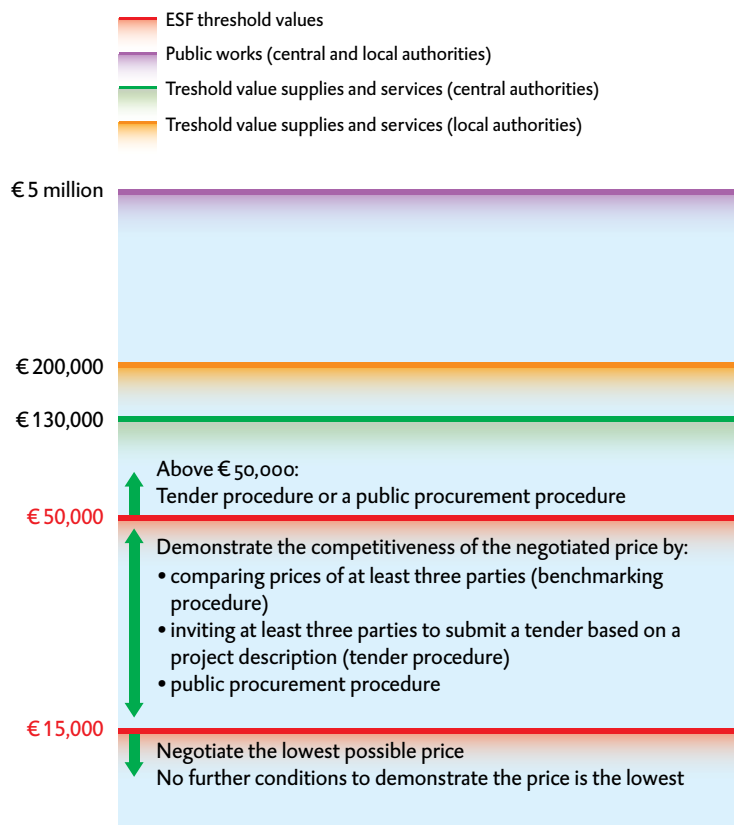 ESF threshold values
Public works (central and local authorities)
Treshold value supplies and services (central authorities)
Treshold value supplies and services (local authorities)
€ 5 million
€ 200,000
€ 130,000
Above € 50,000:
Tender procedure or a public procurement procedure
€ 50,000
Demonstrate the competitiveness of the negotiated price by:
• comparing prices of at least three parties (benchmarking
procedure)
• inviting at least three parties to submit a tender based on a
project description (tender procedure)
• public procurement procedure
€ 15,000
Negotiate the lowest possible price
No further conditions to demonstrate the price is the lowest